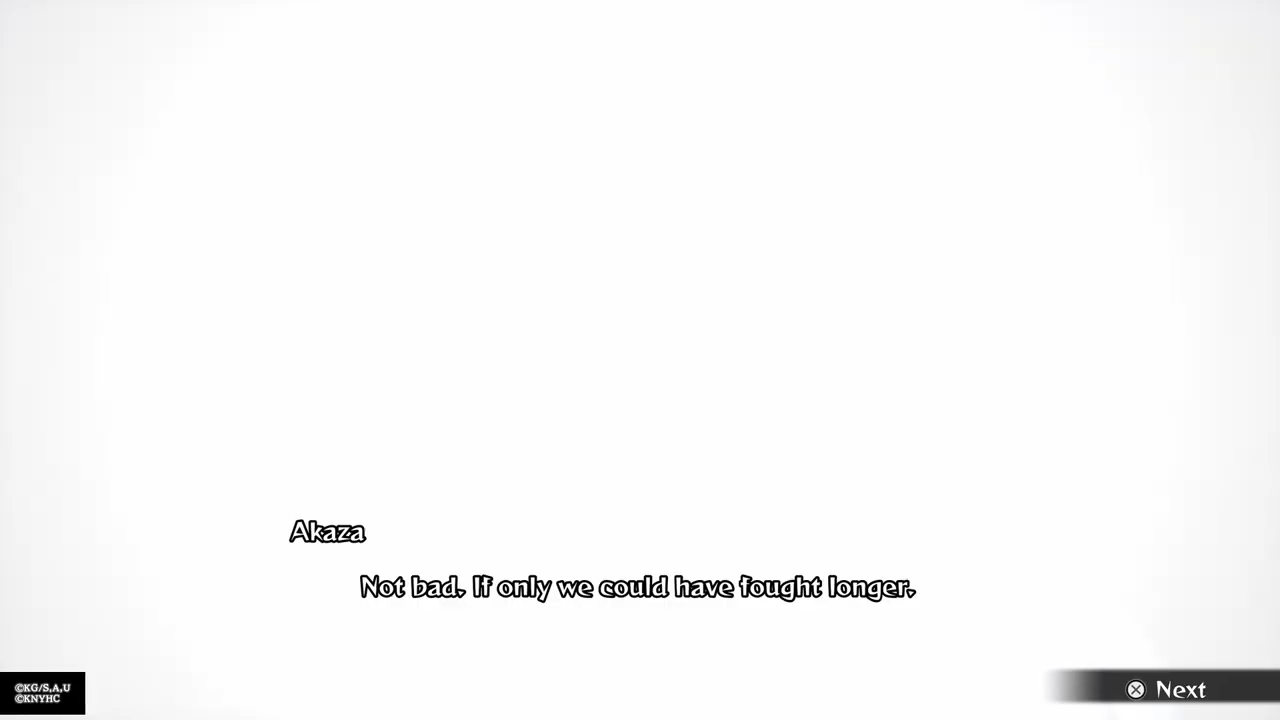 Akaza
Not bad. If only we could have fought longer.
©KG/S,A,U
©KNYHC
Next